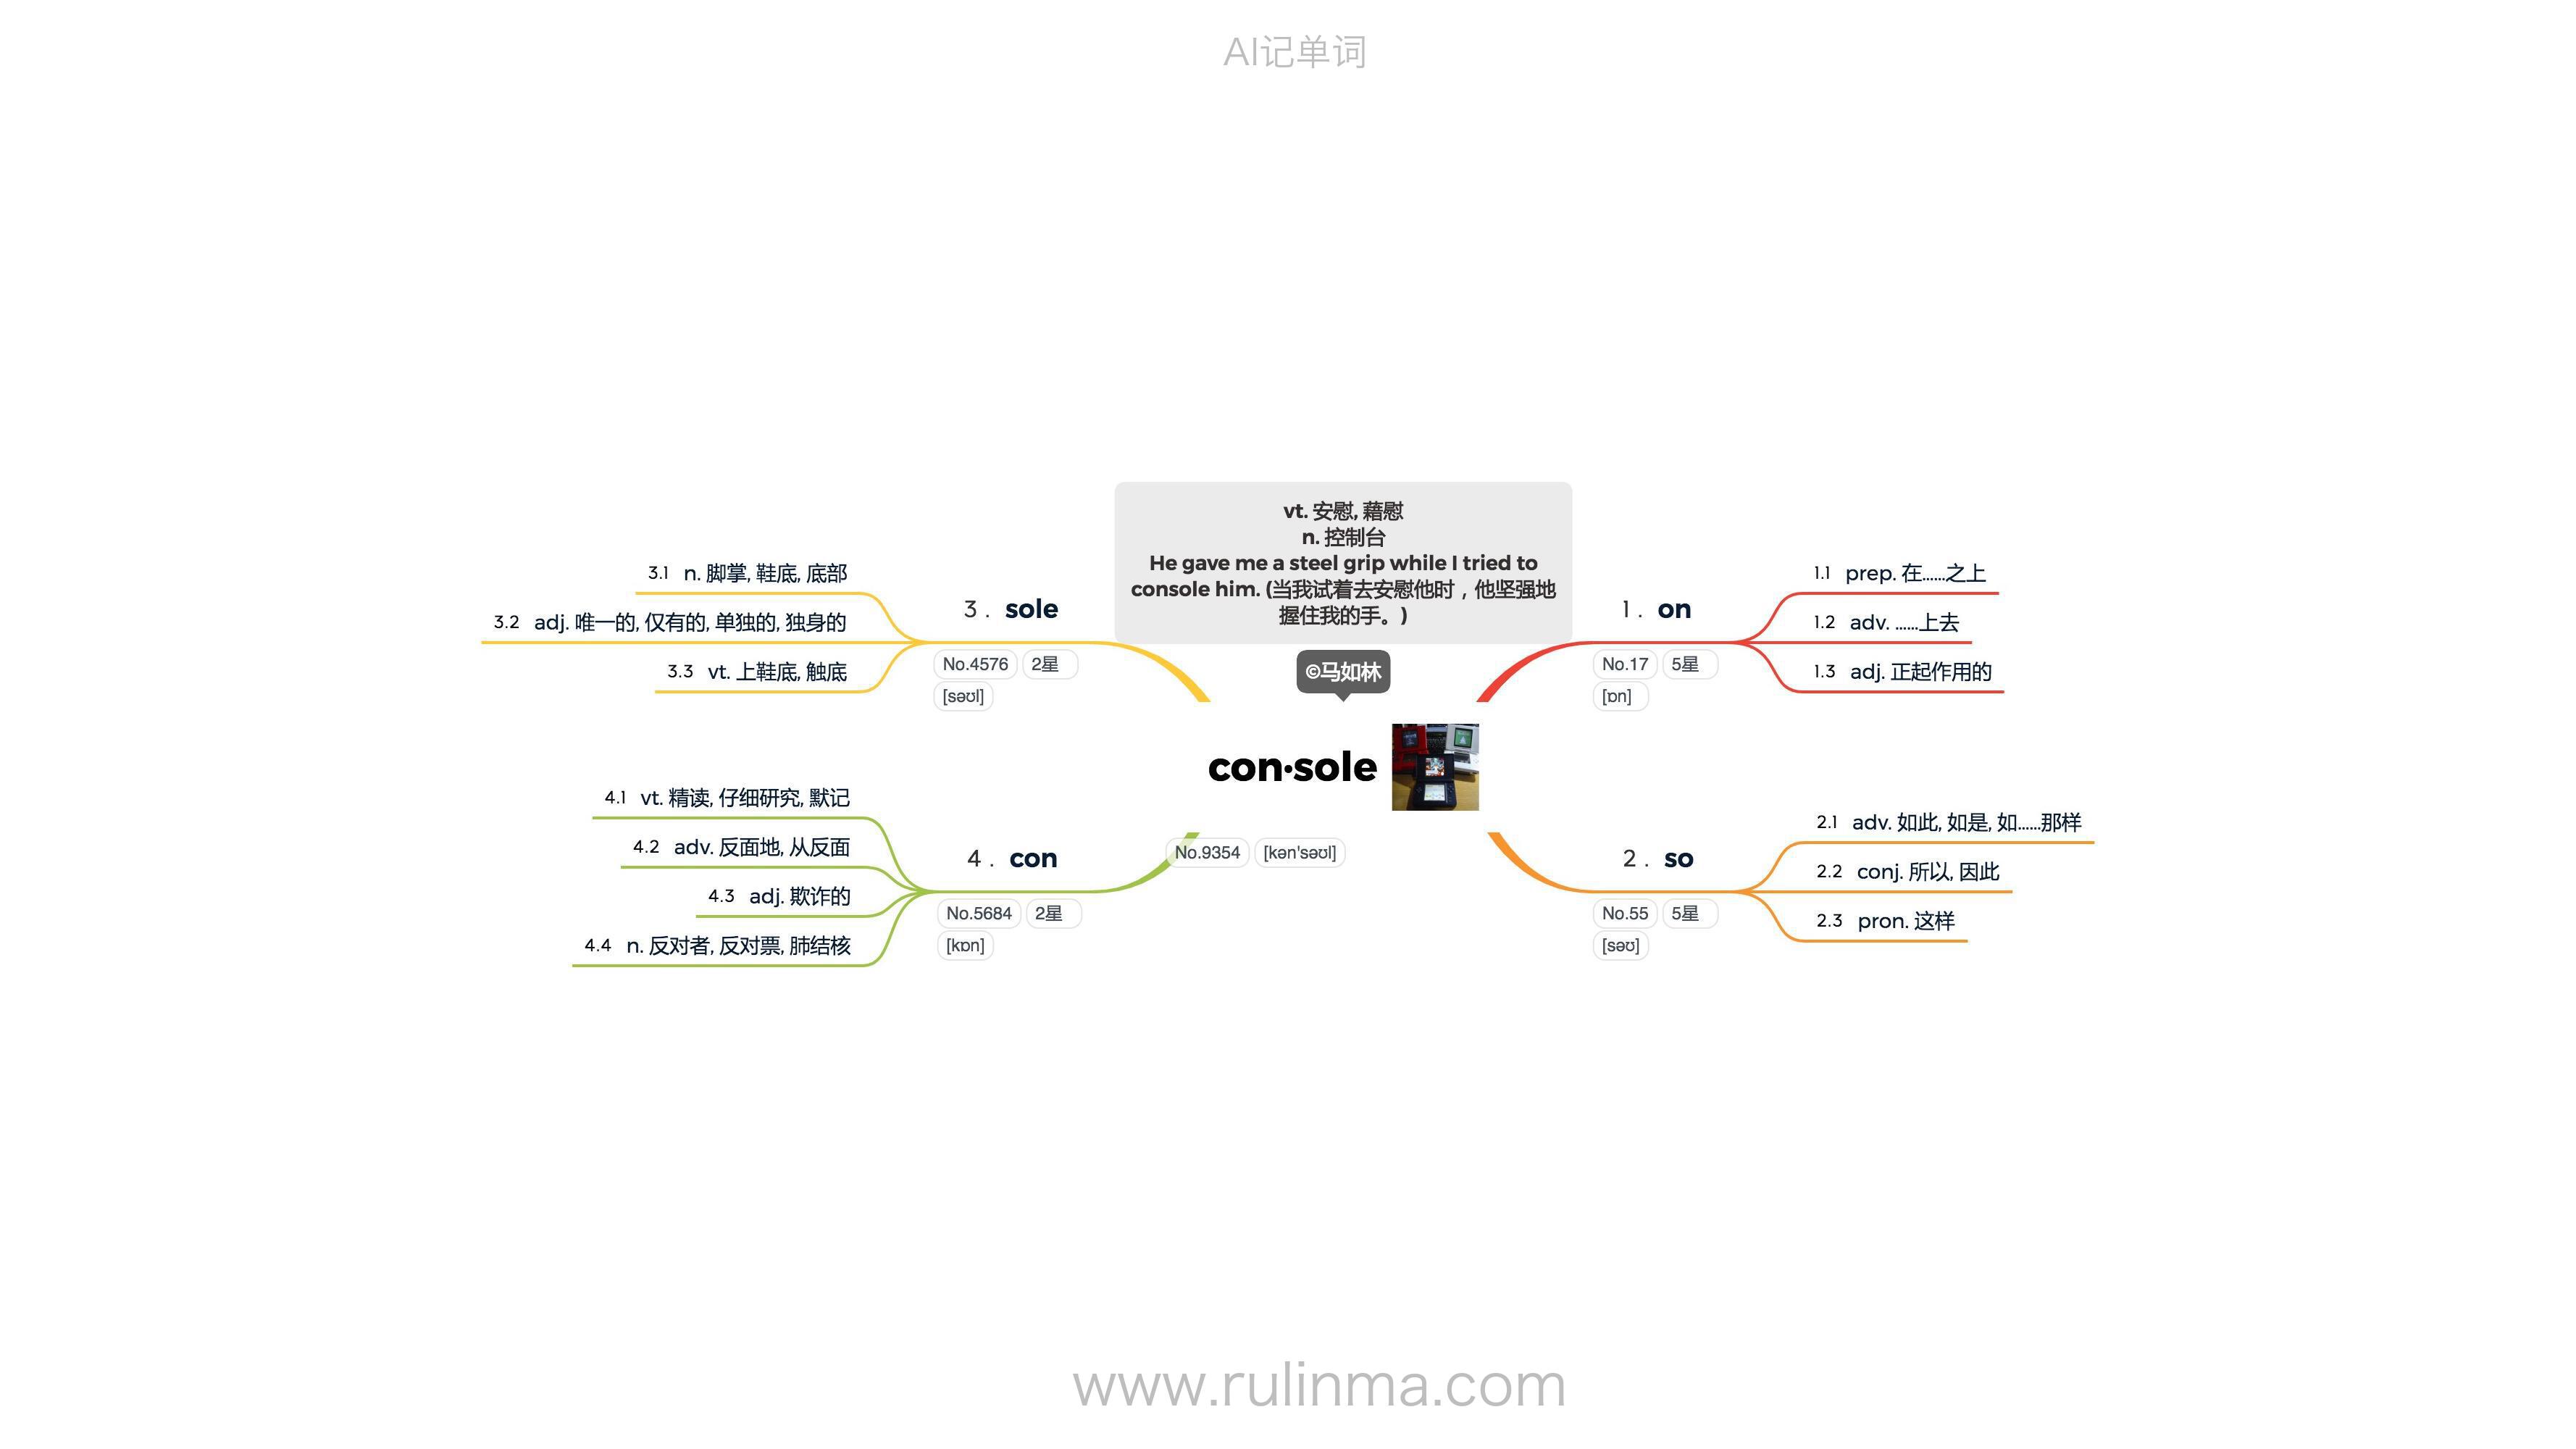 AI记单词
vt. 安慰, 藉慰
n. 控制台
He gave me a steel grip while I tried to
console him. (当我试着去安慰他时，他坚强地
握住我的手。)
©马如林
con·sole
No.9354 [kən'səʊl]
1. on
No.17 5星
[ɒn]
1.1 prep. 在......之上
1.2 adv. ......上去
1.3 adj. 正起作用的
2. so
No.55 5星
[səʊ]
2.1 adv. 如此, 如是, 如......那样
2.2 conj. 所以, 因此
2.3 pron. 这样
3. sole
No.4576 2星
[səʊl]
3.1 n. 脚掌, 鞋底, 底部
3.2 adj. 唯一的, 仅有的, 单独的, 独身的
3.3 vt. 上鞋底, 触底
4. con
No.5684 2星
[kɒn]
4.1 vt. 精读, 仔细研究, 默记
4.2 adv. 反面地, 从反面
4.3 adj. 欺诈的
4.4 n. 反对者, 反对票, 肺结核
www.rulinma.com